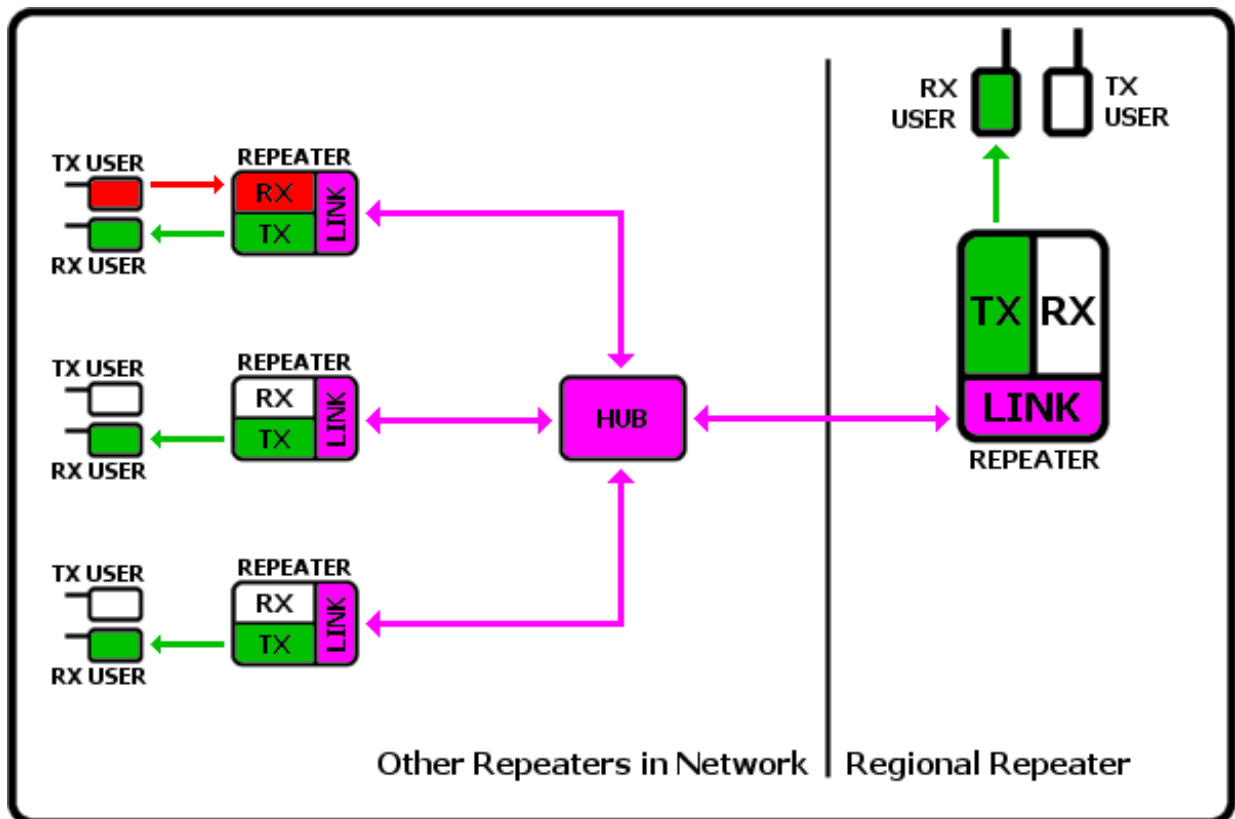 TX USER
REPEATER
RX
TX
LINK
RX USER
TX USER
REPEATER
RX
TX
LINK
RX USER
TX USER
REPEATER
RX
TX
LINK
RX USER
HUB
RX
USER
TX
USER
TX
RX
LINK
REPEATER
Other Repeaters in Network
Regional Repeater